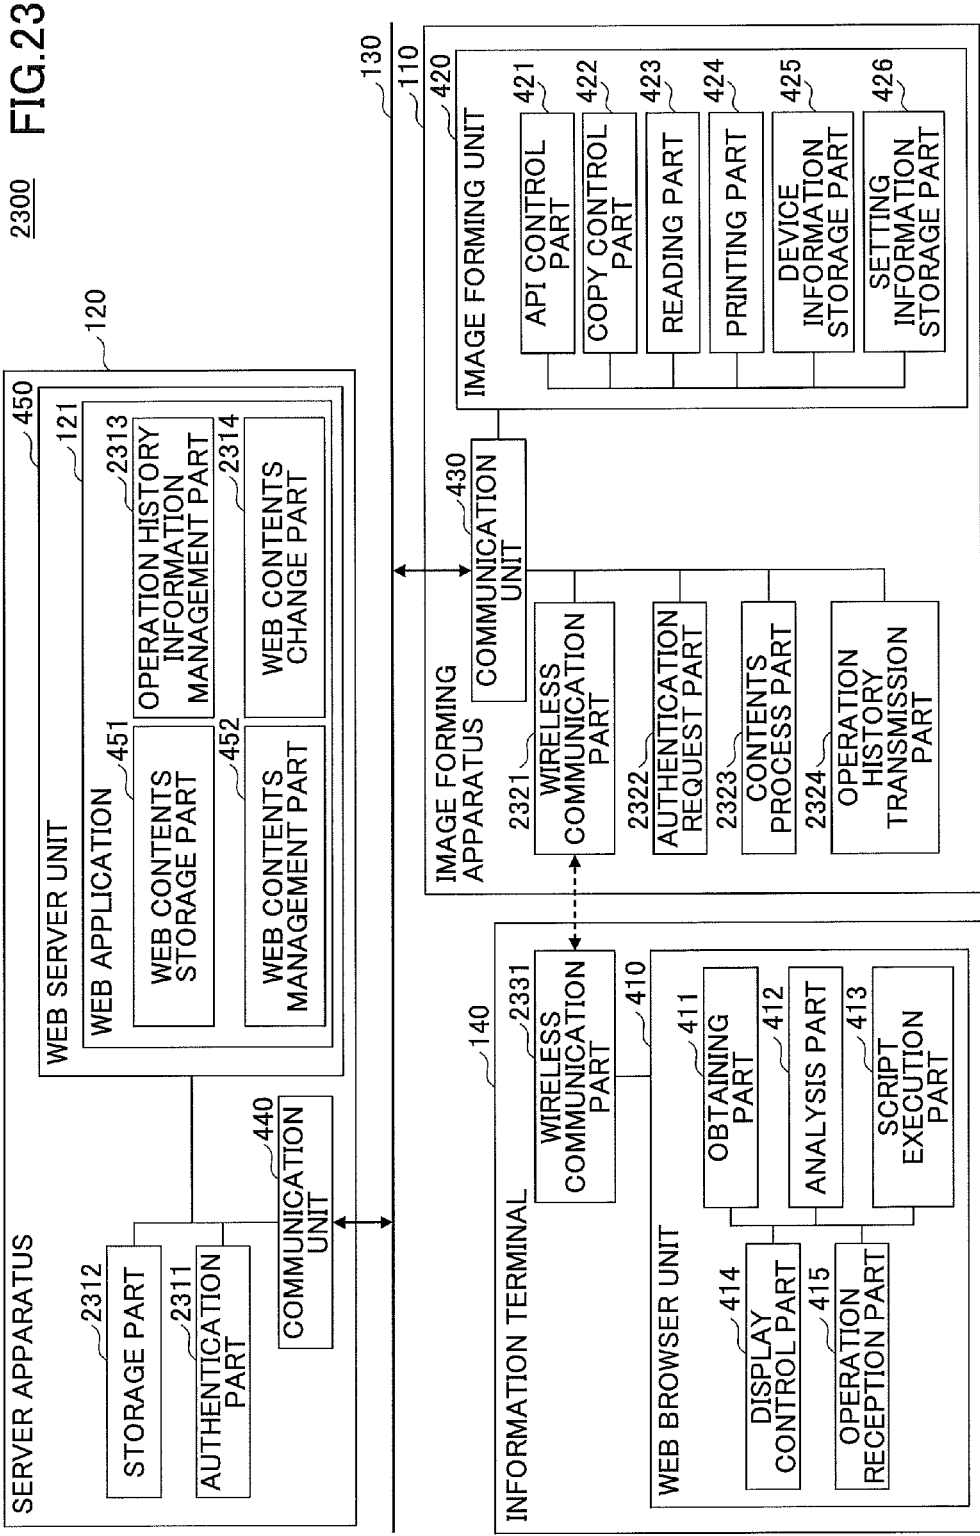 2300 FIG.23
SERVER APPARATUS
120
WEB SERVER UNIT
450
WEB APPLICATION
121
WEB CONTENTS
STORAGE PART
451
OPERATION HISTORY
INFORMATION
MANAGEMENT PART
2313
WEB CONTENTS
MANAGEMENT PART
452
WEB CONTENTS
CHANGE PART
2314
STORAGE PART
2312
AUTHENTICATION
PART
2311
COMMUNICATION
UNIT
440
130
INFORMATION TERMINAL
140
WIRELESS
COMMUNICATION
PART
2331
WEB BROWSER UNIT
410
DISPLAY
CONTROL PART
414
OPERATION
RECEPTION PART
415
OBTAINING
PART
411
ANALYSIS PART
412
SCRIPT
EXECUTION
PART
413
IMAGE FORMING
APPARATUS
110
COMMUNICATION
UNIT
430
WIRELESS
COMMUNICATION
PART
2321
AUTHENTICATION
REQUEST PART
2322
CONTENTS
PROCESS PART
2323
OPERATION
HISTORY
TRANSMISSION
PART
2324
IMAGE FORMING UNIT
420
API CONTROL
PART
421
COPY CONTROL
PART
422
READING PART
423
PRINTING PART
424
DEVICE
INFORMATION
STORAGE PART
425
SETTING
INFORMATION
STORAGE PART
426